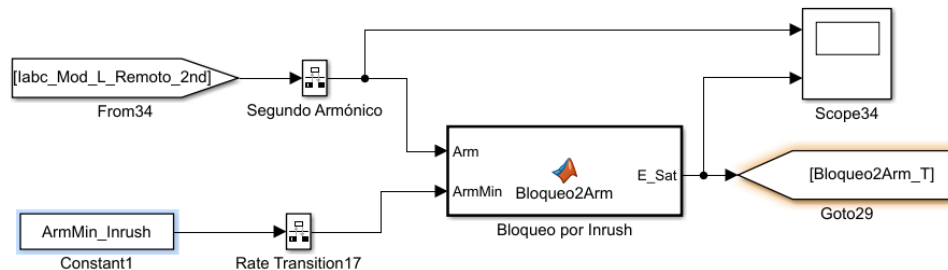 [Iabc_Mod_L_Remoto_2nd]
From34
Segundo Armónico
Scope34
Arm
ArmMin
Bloqueo2Arm
E_Sat
Bloqueo por Inrush
[Bloqueo2Arm_T]
Goto29
ArmMin_Inrush
Constant1
Rate Transition17